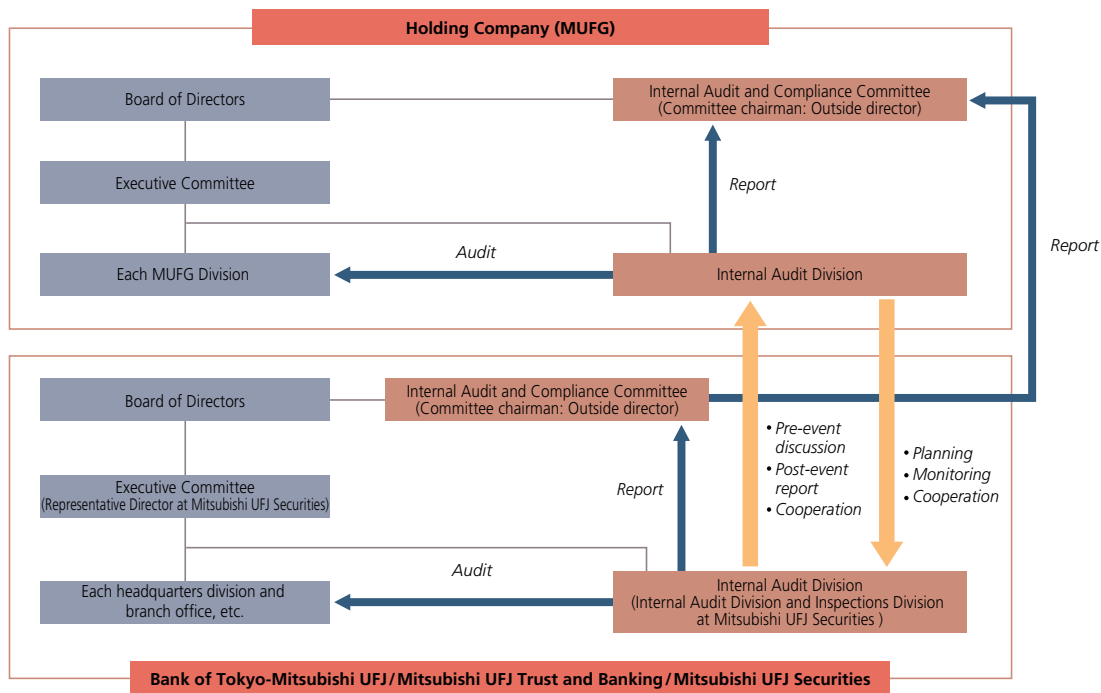 Holding Company (MUFG)
Board of Directors
Internal Audit and Compliance Committee
(Committee chairman: Outside director)
Executive Committee
Report
Report
Audit
Each MUFG Division
Internal Audit Division
Board of Directors
Internal Audit and Compliance Committee
(Committee chairman: Outside director)
• Pre-event
discussion
• Post-event
report
• Cooperation
• Planning
• Monitoring
• Cooperation
Executive Committee
(Representative Director at Mitsubishi UFJ Securities)
Report
Audit
Each headquarters division and
branch office, etc.
Internal Audit Division
(Internal Audit Division and Inspections Division
at Mitsubishi UFJ Securities )
Bank of Tokyo-Mitsubishi UFJ/Mitsubishi UFJ Trust and Banking/Mitsubishi UFJ Securities